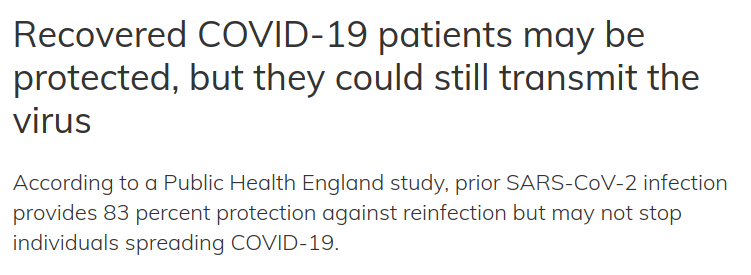 Recovered COVID-19 patients may be
protected, but they could still transmit the
virus
According to a Public Health England study, prior SARS-CoV-2 infection
provides 83 percent protection against reinfection but may not stop
individuals spreading COVID-19.